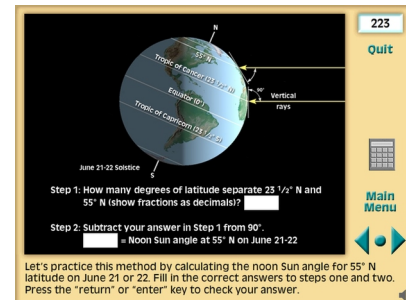 223
Quit
N
55° N
Tropic of Cancer (23 1/2° N)
Equator (0°)
Tropic of Capricorn (23 1/2° S)
90°
Vertical
rays
June 21-22 Solstice
S
Step 1: How many degrees of latitude separate 23 1/2° N and
55° N (show fractions as decimals)?
Step 2: Subtract your answer in Step 1 from 90°.
= Noon Sun angle at 55° N on June 21-22
Main
Menu
Let's practice this method by calculating the noon Sun angle for 55° N
latitude on June 21 or 22. Fill in the correct answers to steps one and two.
Press the "return" or "enter" key to check your answer.